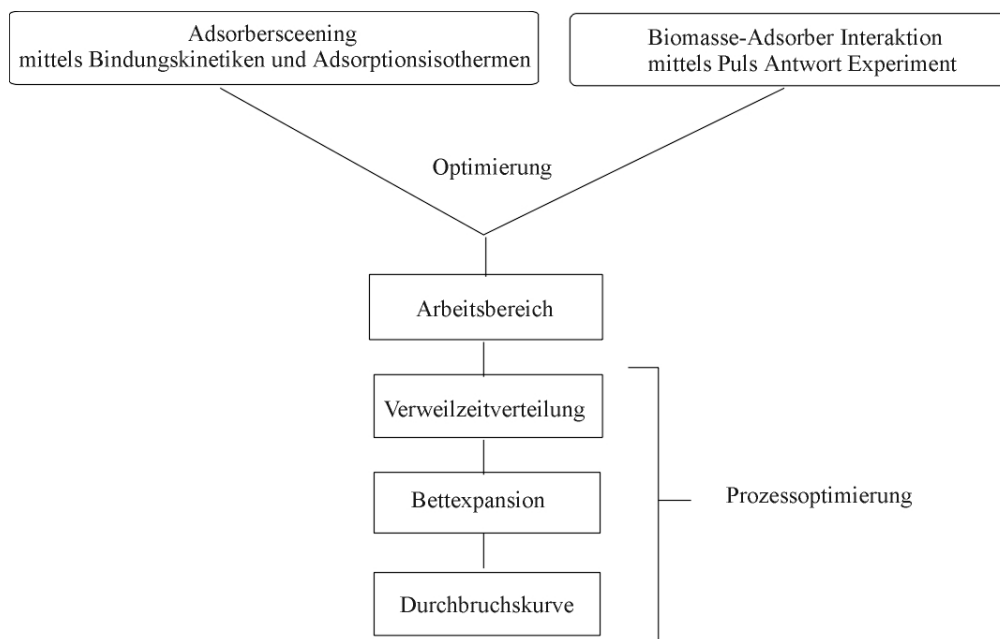 Adsorbersceening
mittels Bindungskinetiken und Adsorptionsisothermen
Biomasse-Adsorber Interaktion
mittels Puls Antwort Experiment
Optimierung
Arbeitsbereich
Verweilzeitverteilung
Bettexpansion
Prozessoptimierung
Durchbruchskurve